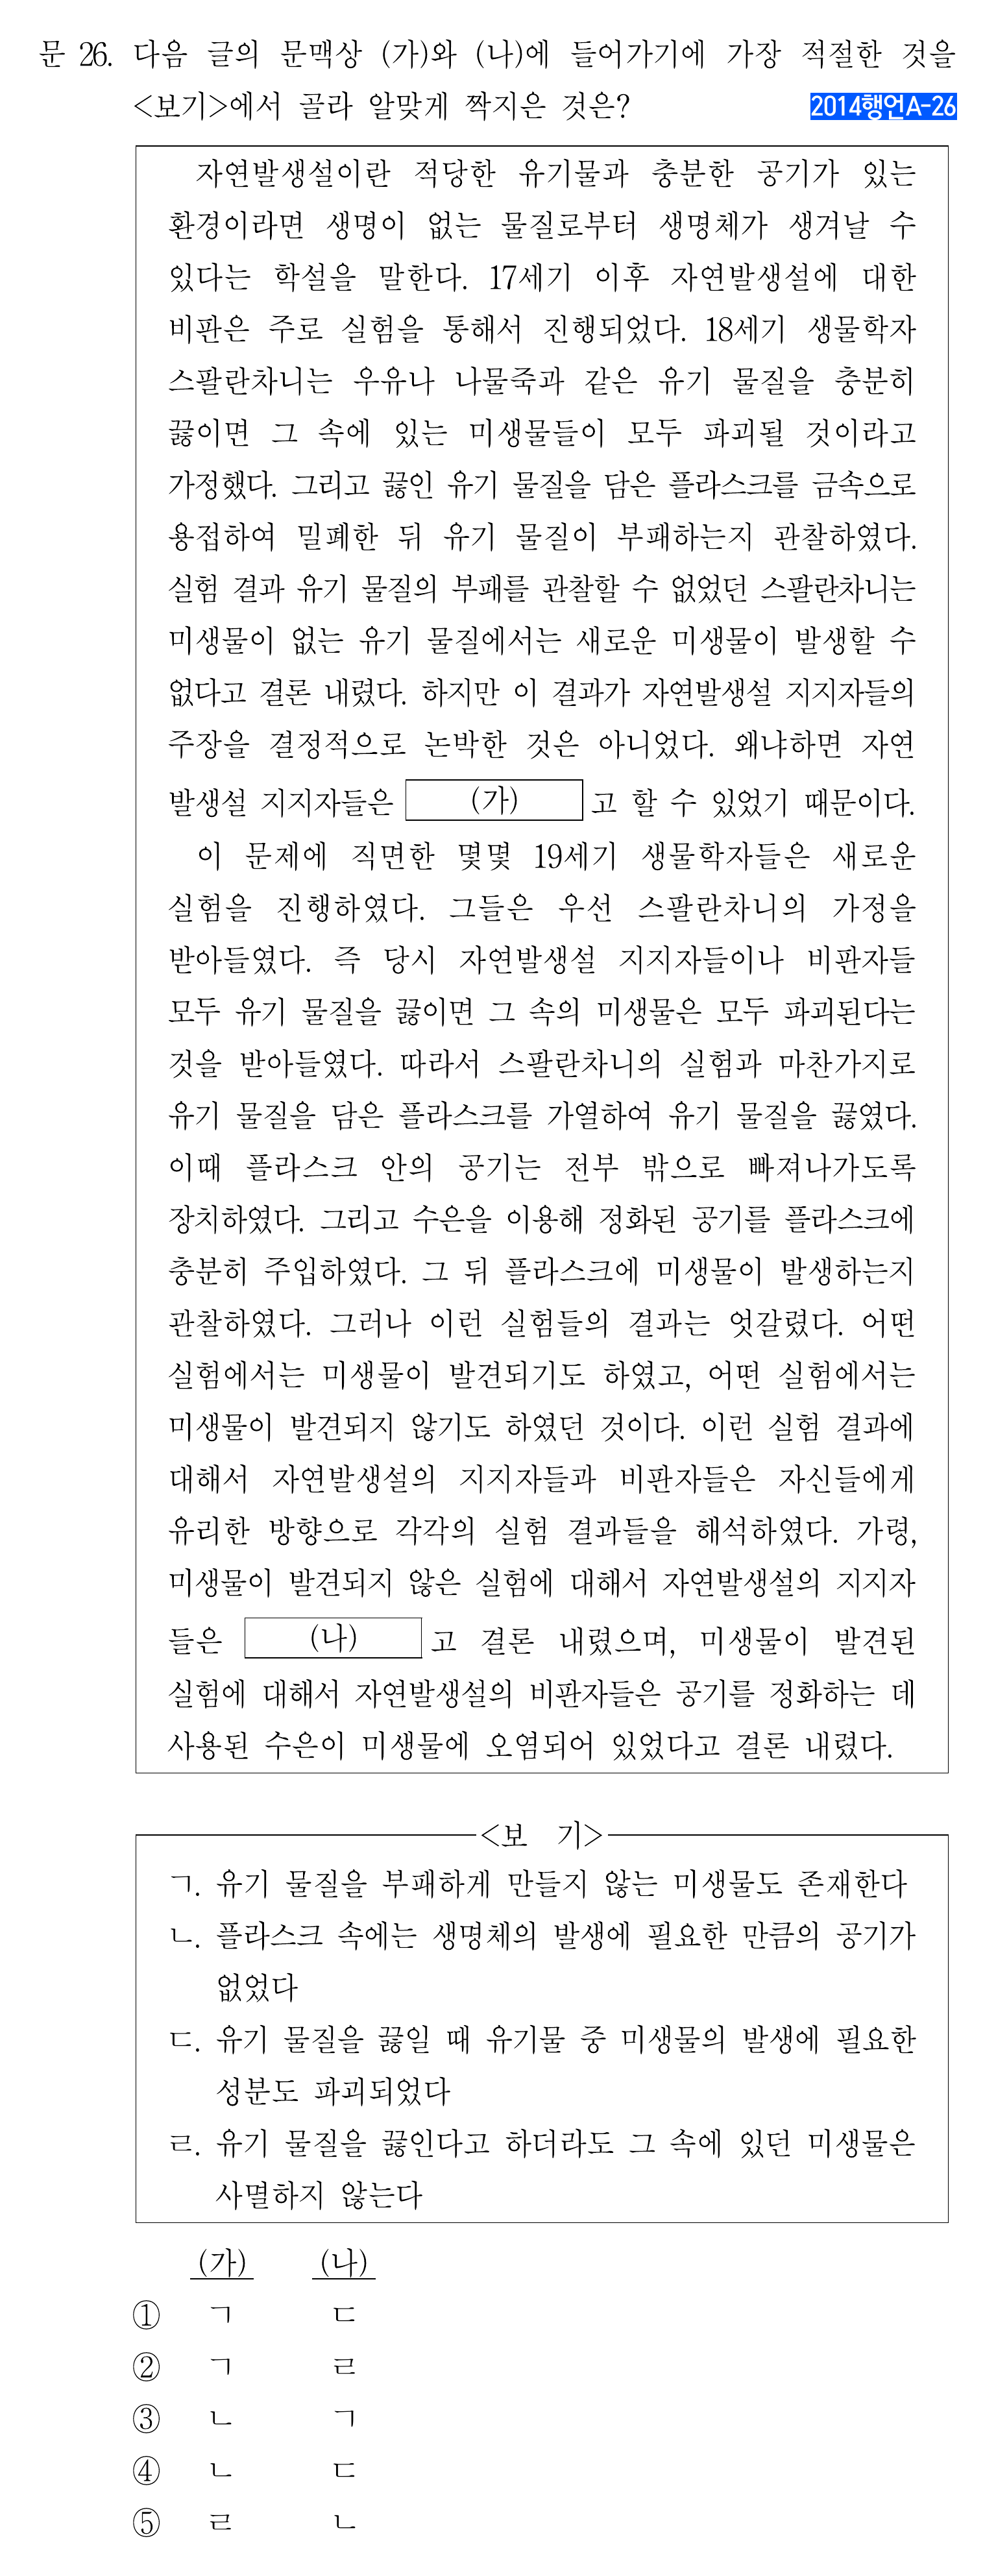 문 26. 다음 글의 문맥상 (가)와 (나)에 들어가기에 가장 적절한 것을
<보기>에서 골라 알맞게 짝지은 것은?
2014행언A-26
자연발생설이란 적당한 유기물과 충분한 공기가 있는
환경이라면 생명이 없는 물질로부터 생명체가 생겨날 수
있다는 학설을 말한다. 17세기 이후 자연발생설에 대한
비판은 주로 실험을 통해서 진행되었다. 18세기 생물학자
스팔란차니는 우유나 나물죽과 같은 유기 물질을 충분히
끓이면 그 속에 있는 미생물들이 모두 파괴될 것이라고
가정했다. 그리고 끓인 유기 물질을 담은 플라스크를 금속으로
용접하여 밀폐한 뒤 유기 물질이 부패하는지 관찰하였다.
실험 결과 유기 물질의 부패를 관찰할 수 없었던 스팔란차니는
미생물이 없는 유기 물질에서는 새로운 미생물이 발생할 수
없다고 결론 내렸다. 하지만 이 결과가 자연발생설 지지자들의
주장을 결정적으로 논박한 것은 아니었다. 왜냐하면 자연
발생설 지지자들은 (가) 고 할 수 있었기 때문이다.
이 문제에 직면한 몇몇 19세기 생물학자들은 새로운
실험을 진행하였다. 그들은 우선 스팔란차니의 가정을
받아들였다. 즉 당시 자연발생설 지지자들이나 비판자들
모두 유기 물질을 끓이면 그 속의 미생물은 모두 파괴된다는
것을 받아들였다. 따라서 스팔란차니의 실험과 마찬가지로
유기 물질을 담은 플라스크를 가열하여 유기 물질을 끓였다.
이때 플라스크 안의 공기는 전부 밖으로 빠져나가도록
장치하였다. 그리고 수은을 이용해 정화된 공기를 플라스크에
충분히 주입하였다. 그 뒤 플라스크에 미생물이 발생하는지
관찰하였다. 그러나 이런 실험들의 결과는 엇갈렸다. 어떤
실험에서는 미생물이 발견되기도 하였고, 어떤 실험에서는
미생물이 발견되지 않기도 하였던 것이다. 이런 실험 결과에
대해서 자연발생설의 지지자들과 비판자들은 자신들에게
유리한 방향으로 각각의 실험 결과들을 해석하였다. 가령,
미생물이 발견되지 않은 실험에 대해서 자연발생설의 지지자
들은 (나) 고 결론 내렸으며, 미생물이 발견된
실험에 대해서 자연발생설의 비판자들은 공기를 정화하는 데
사용된 수은이 미생물에 오염되어 있었다고 결론 내렸다.
<보 기>
ㄱ. 유기 물질을 부패하게 만들지 않는 미생물도 존재한다
ㄴ. 플라스크 속에는 생명체의 발생에 필요한 만큼의 공기가
없었다
ㄷ. 유기 물질을 끓일 때 유기물 중 미생물의 발생에 필요한
성분도 파괴되었다
ㄹ. 유기 물질을 끓인다고 하더라도 그 속에 있던 미생물은
사멸하지 않는다
(가) (나)
① ㄱ ㄷ
② ㄱ ㄹ
③ ㄴ ㄱ
④ ㄴ ㄷ
⑤ ㄹ ㄴ